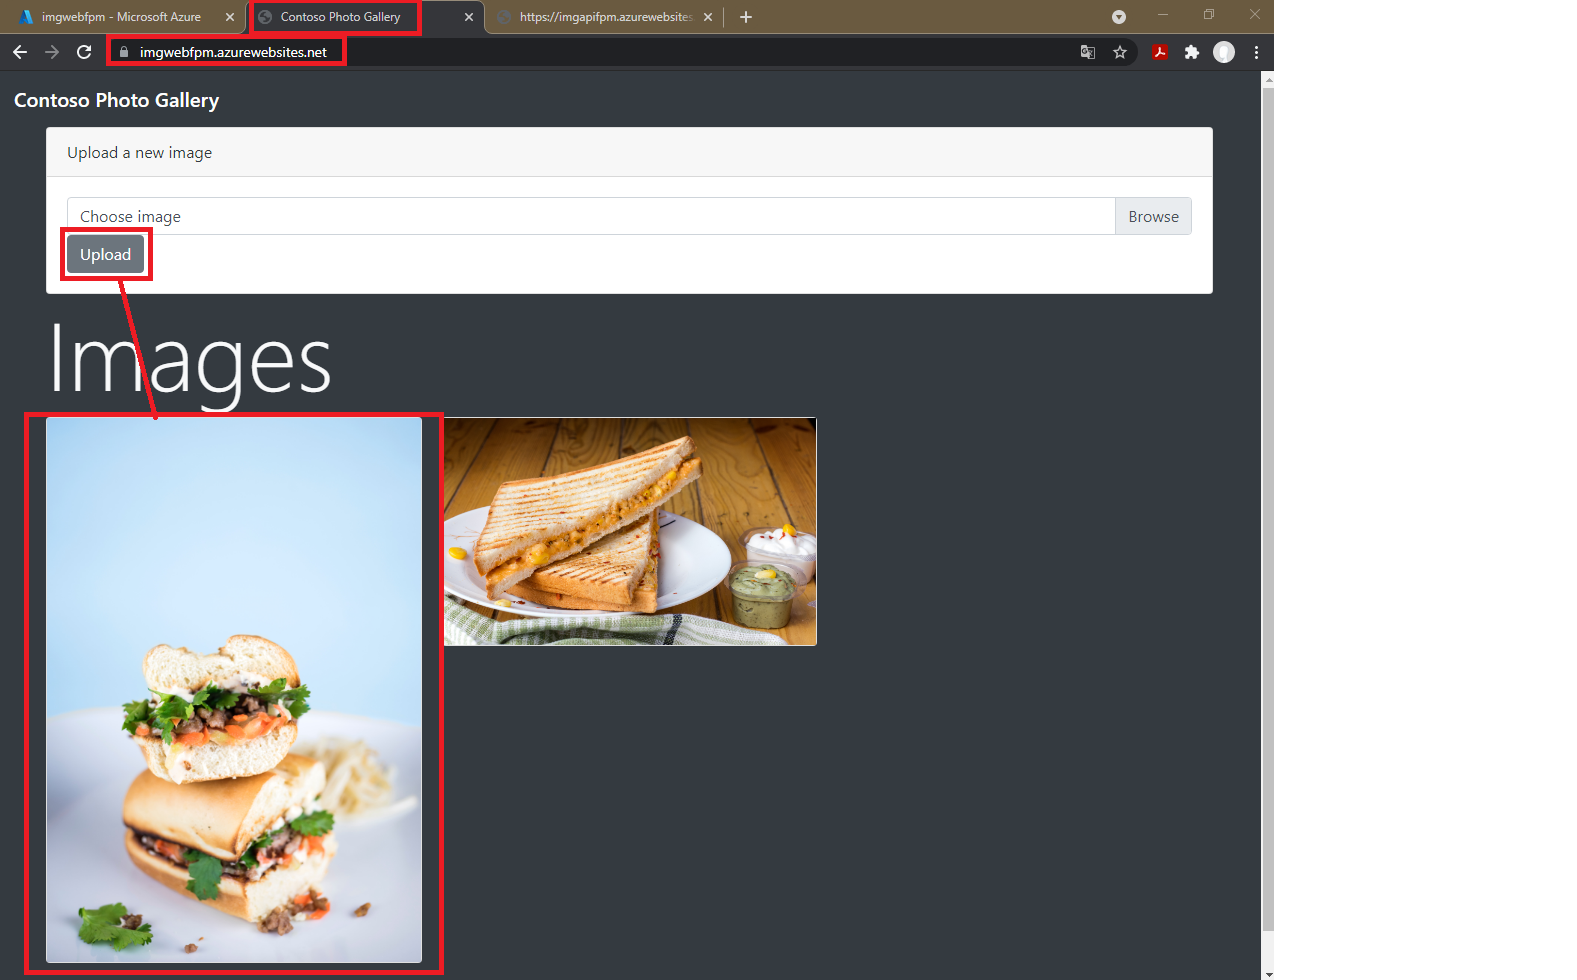 imgwebfpm - Microsoft Azure
Contoso Photo Gallery
https://imgapifpm.azurewebsites
imgwebfpm.azurewebsites.net
Contoso Photo Gallery
Upload a new image
Choose image
Browse
Upload
Images